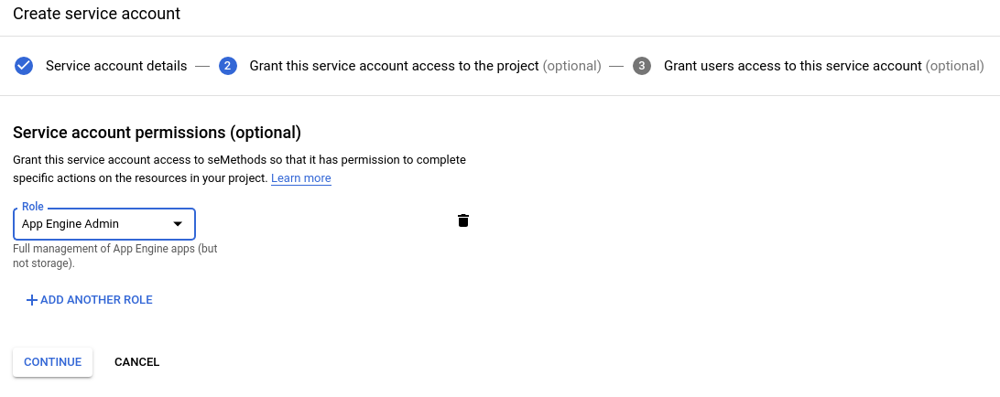 Create service account
Service account details — 2 Grant this service account access to the project (optional) — 3 Grant users access to this service account (optional)
Service account permissions (optional)
Grant this service account access to seMethods so that it has permission to complete
specific actions on the resources in your project. Learn more
Role
App Engine Admin
Full management of App Engine apps (but
not storage).
+ ADD ANOTHER ROLE
CONTINUE CANCEL